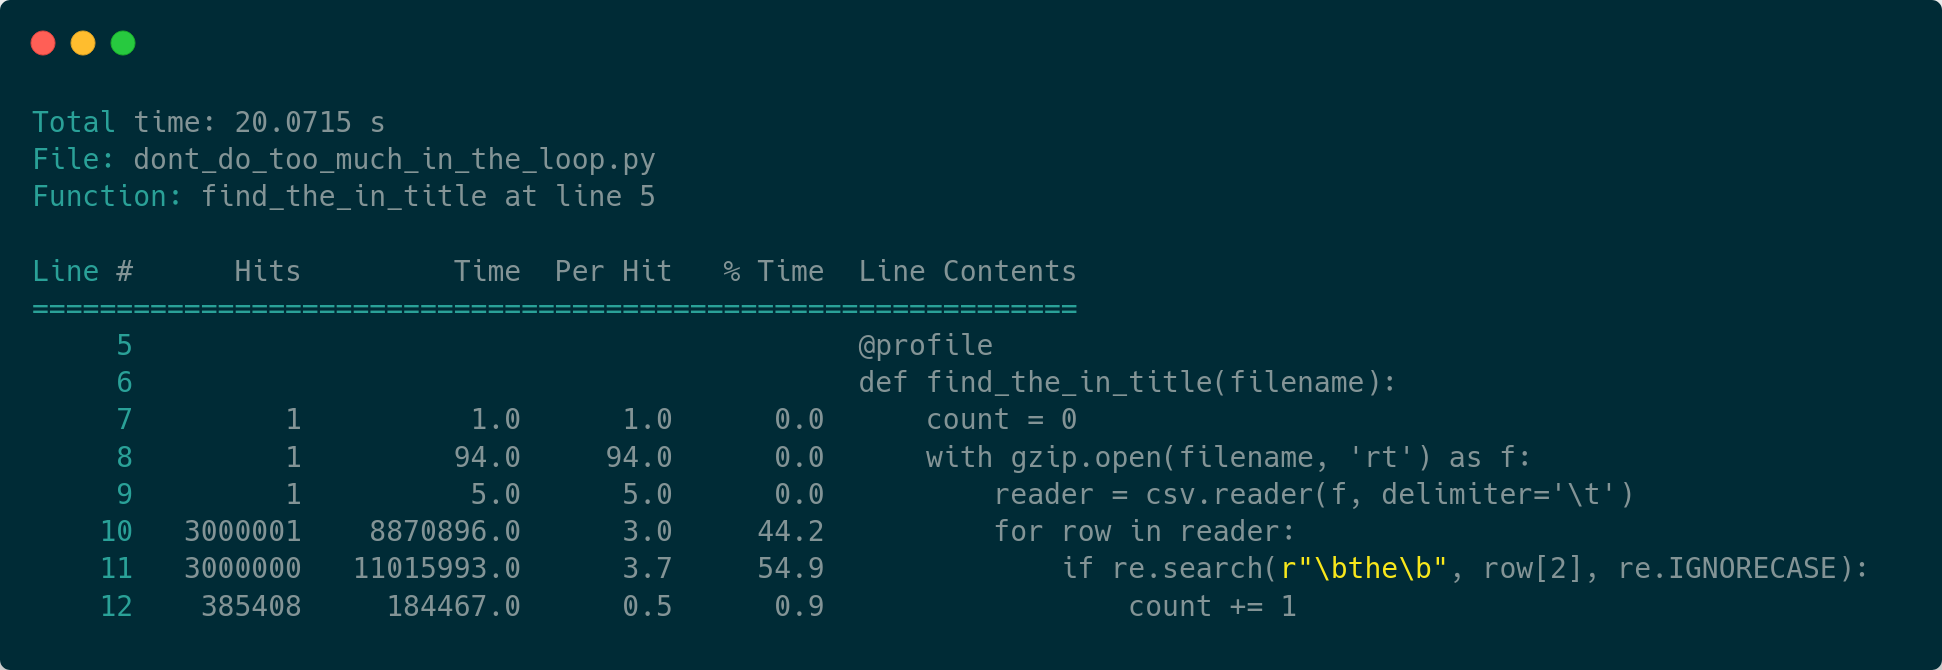 Total time: 20.0715 s
File: dont_do_too_much_in_the_loop.py
Function: find_the_in_title at line 5

Line #      Hits         Time  Per Hit   % Time  Line Contents
==============================================================
     5                                           @profile
     6                                           def find_the_in_title(filename):
     7         1          1.0      1.0      0.0      count = 0
     8         1         94.0     94.0      0.0      with gzip.open(filename, 'rt') as f:
     9         1          5.0      5.0      0.0          reader = csv.reader(f, delimiter='\t')
    10   3000001    8870896.0      3.0     44.2          for row in reader:
    11   3000000   11015993.0      3.7     54.9              if re.search(r"\bthe\b", row[2], re.IGNORECASE):
    12    385408     184467.0      0.5      0.9                  count += 1